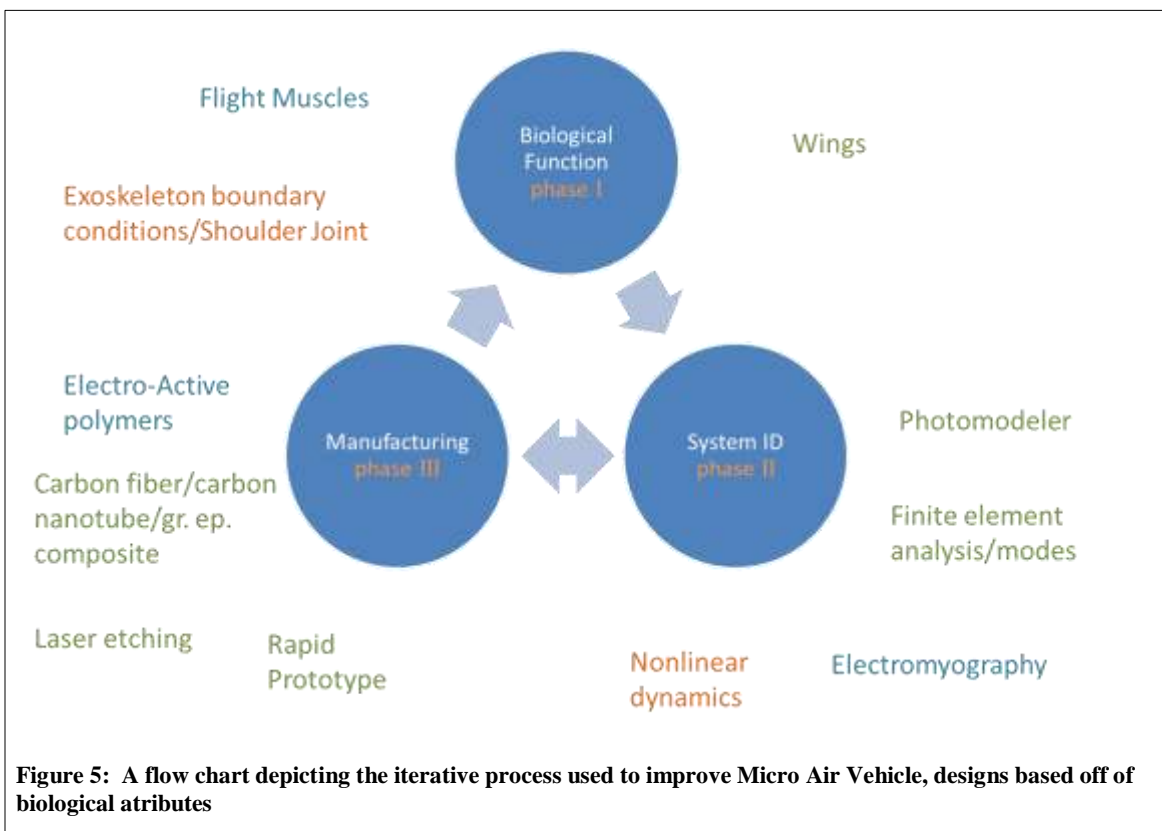 Flight Muscles
Biological
Function
phase I
Wings
Exoskeleton boundary
conditions/Shoulder Joint
Electro-Active
polymers
Manufacturing
phase III
System ID
phase II
Photomodeler
Carbon fiber/carbon
nanotube/gr. ep.
composite
Finite element
analysis/modes
Laser etching
Rapid
Prototype
Nonlinear
dynamics
Electromyography
Figure 5:  A flow chart depicting the iterative process used to improve Micro Air Vehicle, designs based off of
biological atributes